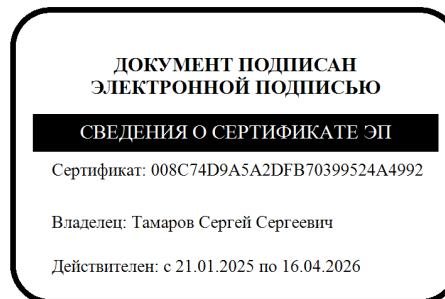 ДОКУМЕНТ ПОДПИСАН
ЭЛЕКТРОННОЙ ПОДПИСЬЮ
СВЕДЕНИЯ О СЕРТИФИКАТЕ ЭП
Сертификат: 008C74D9A5A2DFB70399524A4992
Владелец: Тамаров Сергей Сергеевич
Действителен: с 21.01.2025 по 16.04.2026